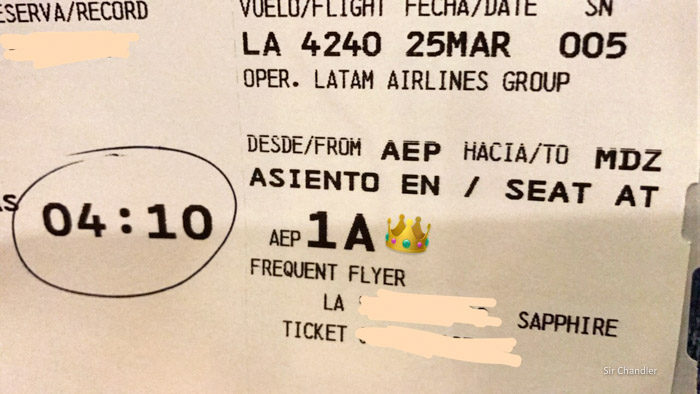 RESERVA/RECORD
VUELO/FLIGHT FECHA/DATE SN
LA 4240 25MAR 005
OPER. LATAM AIRLINES GROUP
DESDE/FROM AEP HACIA/TO MDZ
ASIENTO EN / SEAT AT
04:10
AEP 1A
FREQUENT FLYER
LA SAPPHIRE
TICKET
Sir Chandler